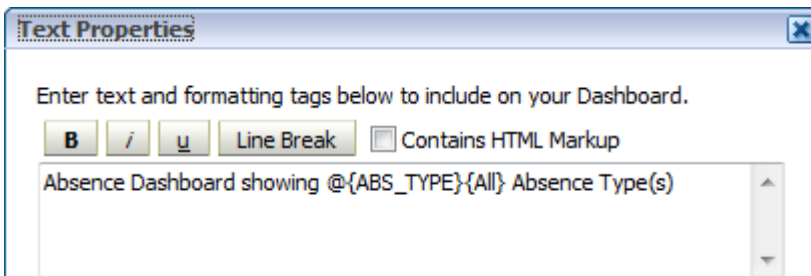 Text Properties
Enter text and formatting tags below to include on your Dashboard.
B i u Line Break Contains HTML Markup
Absence Dashboard showing @{ABS_TYPE}{All} Absence Type(s)